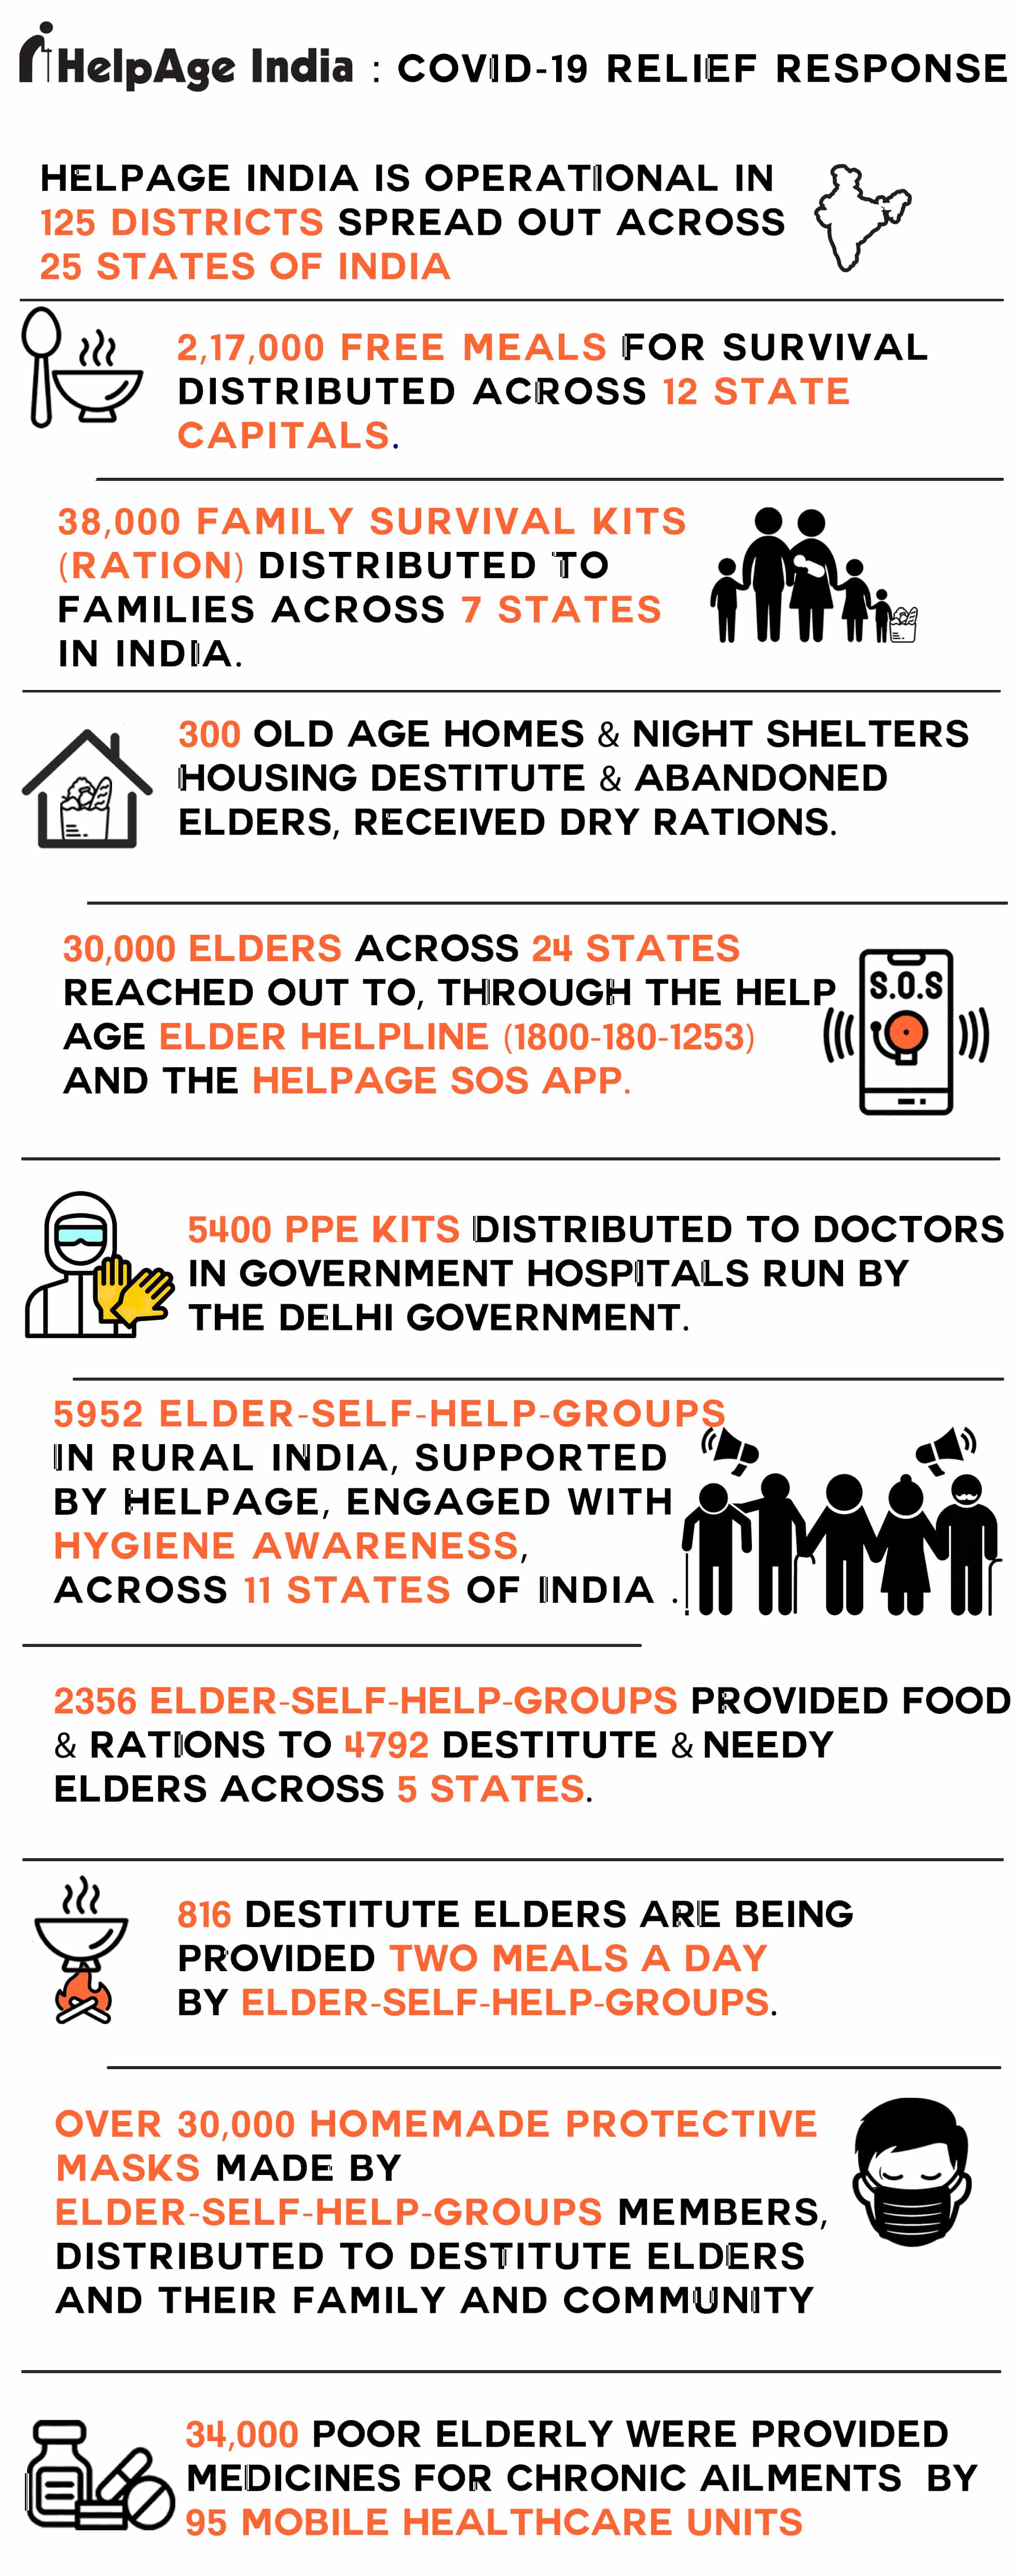 HelpAge India : COVID-19 RELIEF RESPONSE
HELPAGE INDIA IS OPERATIONAL IN
125 DISTRICTS SPREAD OUT ACROSS
25 STATES OF INDIA
2,17,000 FREE MEALS FOR SURVIVAL
DISTRIBUTED ACROSS 12 STATE
CAPITALS.
38,000 FAMILY SURVIVAL KITS
(RATION) DISTRIBUTED TO
FAMILIES ACROSS 7 STATES
IN INDIA.
300 OLD AGE HOMES & NIGHT SHELTERS
HOUSING DESTITUTE & ABANDONED
ELDERS, RECEIVED DRY RATIONS.
30,000 ELDERS ACROSS 24 STATES
REACHED OUT TO, THROUGH THE HELP
AGE ELDER HELPLINE (1800-180-1253)
AND THE HELPAGE SOS APP.
S.O.S
5400 PPE KITS DISTRIBUTED TO DOCTORS
IN GOVERNMENT HOSPITALS RUN BY
THE DELHI GOVERNMENT.
5952 ELDER-SELF-HELP-GROUPS
IN RURAL INDIA, SUPPORTED
BY HELPAGE, ENGAGED WITH
HYGIENE AWARENESS,
ACROSS 11 STATES OF INDIA .
2356 ELDER-SELF-HELP-GROUPS PROVIDED FOOD
& RATIONS TO 4792 DESTITUTE & NEEDY
ELDERS ACROSS 5 STATES.
816 DESTITUTE ELDERS ARE BEING
PROVIDED TWO MEALS A DAY
BY ELDER-SELF-HELP-GROUPS.
OVER 30,000 HOMEMADE PROTECTIVE
MASKS MADE BY
ELDER-SELF-HELP-GROUPS MEMBERS,
DISTRIBUTED TO DESTITUTE ELDERS
AND THEIR FAMILY AND COMMUNITY
34,000 POOR ELDERLY WERE PROVIDED
MEDICINES FOR CHRONIC AILMENTS BY
95 MOBILE HEALTHCARE UNITS